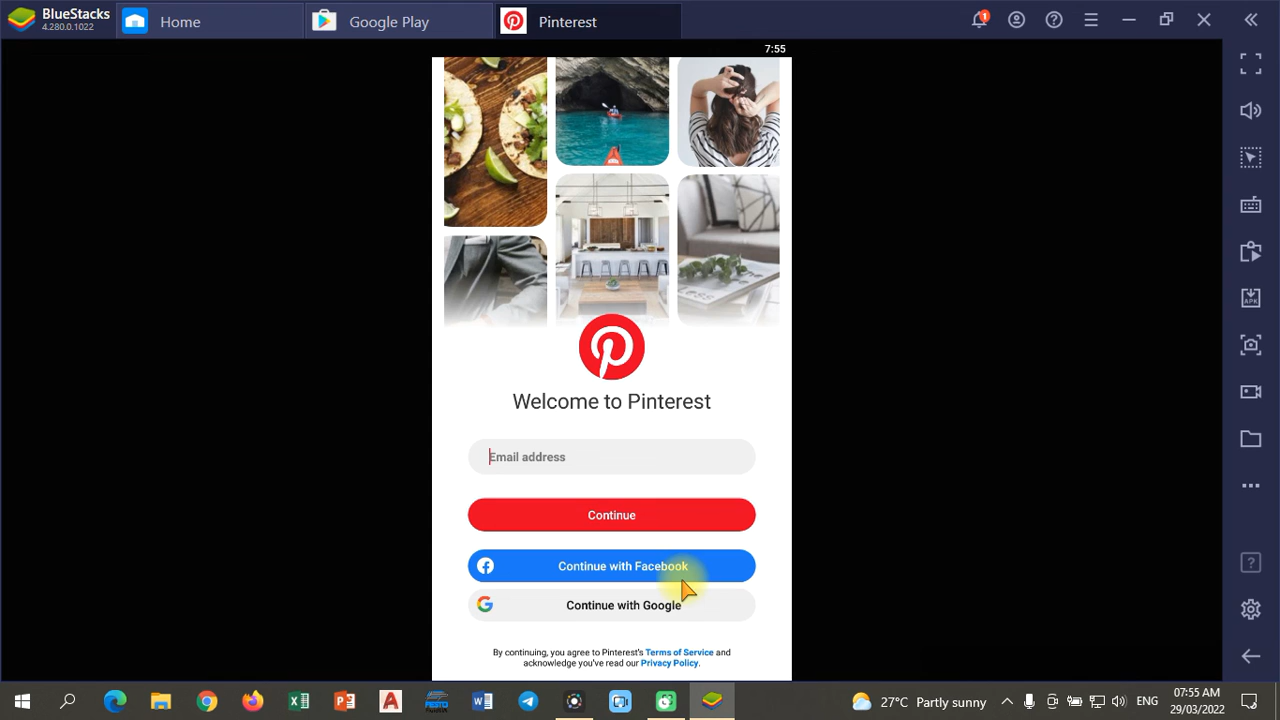 BlueStacks
4.280.0.1022
Home
Google Play
Pinterest
1
7:55
Welcome to Pinterest
Email address
Continue
Continue with Facebook
Continue with Google
By continuing, you agree to Pinterest's Terms of Service and
acknowledge you've read our Privacy Policy.
APK
27°C Partly sunny
ENG
07:55 AM
29/03/2022